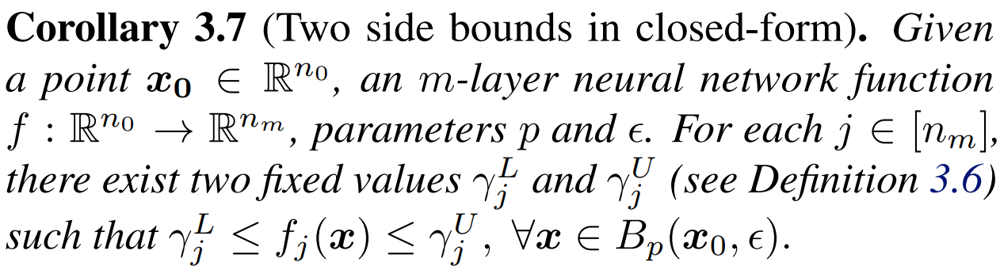 Corollary 3.7 (Two side bounds in closed-form). Given
a point $\boldsymbol{x_0} \in \mathbb{R}^{n_0}$, an m-layer neural network function
$f : \mathbb{R}^{n_0} \to \mathbb{R}^{n_m}$, parameters $p$ and $\epsilon$. For each $j \in [n_m]$,
there exist two fixed values $\gamma_j^L$ and $\gamma_j^U$ (see Definition 3.6)
such that $\gamma_j^L \leq f_j(\boldsymbol{x}) \leq \gamma_j^U, \ \forall \boldsymbol{x} \in B_p(\boldsymbol{x}_0, \epsilon)$.